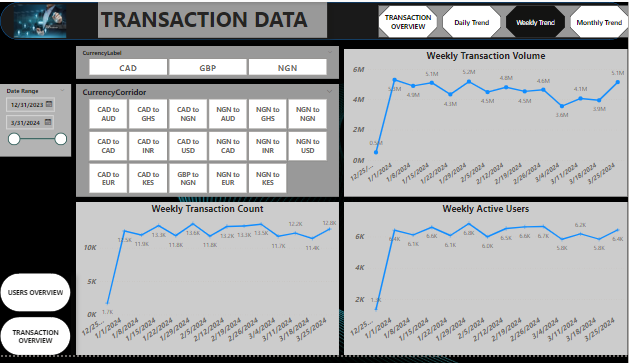 TRANSACTION DATA
TRANSACTION
OVERVIEW
Daily Trend
Weekly Trend
Monthly Trend
CurrencyLabel
CAD GBP NGN
Date Range
12/31/2023
3/31/2024
CurrencyCorridor
CAD to AUD
CAD to GHS
CAD to NGN
NGN to AUD
NGN to GHS
NGN to NGN
CAD to CAD
CAD to INR
CAD to USD
NGN to CAD
NGN to INR
NGN to USD
CAD to EUR
CAD to KES
GBP to NGN
NGN to EUR
NGN to KES
Weekly Transaction Volume
6M
4M
2M
0M
5.1M
4.3M
5.2M
4.5M
4.8M
4.5M
4.6M
3.6M
4.1M
3.9M
5.1M
12/25/...
1/1/2024
1/8/2024
1/15/2024
1/22/2024
1/29/2024
2/5/2024
2/12/2024
2/19/2024
2/26/2024
3/4/2024
3/11/2024
3/18/2024
3/25/2024
Weekly Transaction Count
10K
5K
0K
1.7K
11.9K
13.3K
11.8K
13.6K
11.8K
13.2K
13.3K
13.5K
11.7K
12.2K
11.4K
12.8K
12/25...
1/1/2024
1/8/2024
1/15/2024
1/22/2024
1/29/2024
2/5/2024
2/12/2024
2/19/2024
2/26/2024
3/4/2024
3/11/2024
3/18/2024
3/25/2024
Weekly Active Users
6K
4K
2K
6.4K
6.1K
6.6K
6.1K
6.8K
6.0K
6.5K
6.6K
6.7K
5.8K
6.2K
5.8K
6.4K
12/25...
1/1/2024
1/8/2024
1/15/2024
1/22/2024
1/29/2024
2/5/2024
2/12/2024
2/19/2024
2/26/2024
3/4/2024
3/11/2024
3/18/2024
3/25/2024
USERS OVERVIEW
TRANSACTION
OVERVIEW